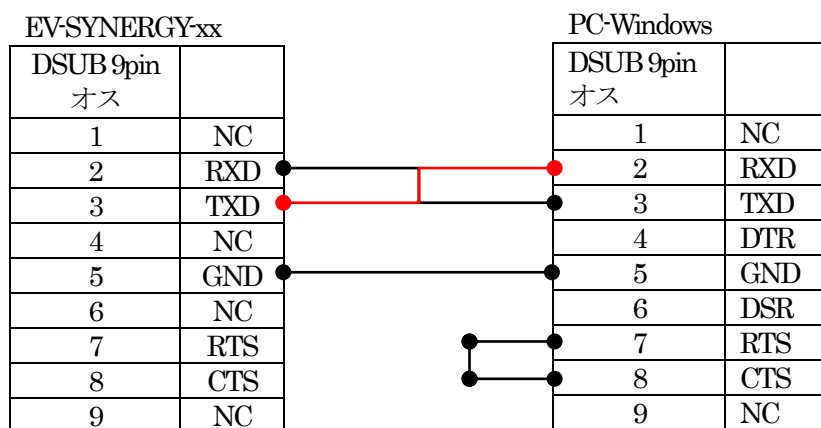 EV-SYNERGY-xx
DSUB 9pin
オス
1 NC
2 RXD
3 TXD
4 NC
5 GND
6 NC
7 RTS
8 CTS
9 NC
PC-Windows
DSUB 9pin
オス
1 NC
2 RXD
3 TXD
4 DTR
5 GND
6 DSR
7 RTS
8 CTS
9 NC